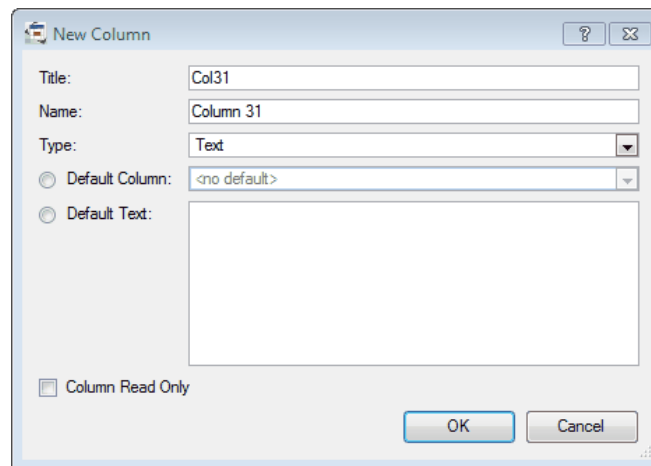 New Column
Title: Col31
Name: Column 31
Type: Text
Default Column: <no default>
Default Text:
Column Read Only
OK Cancel